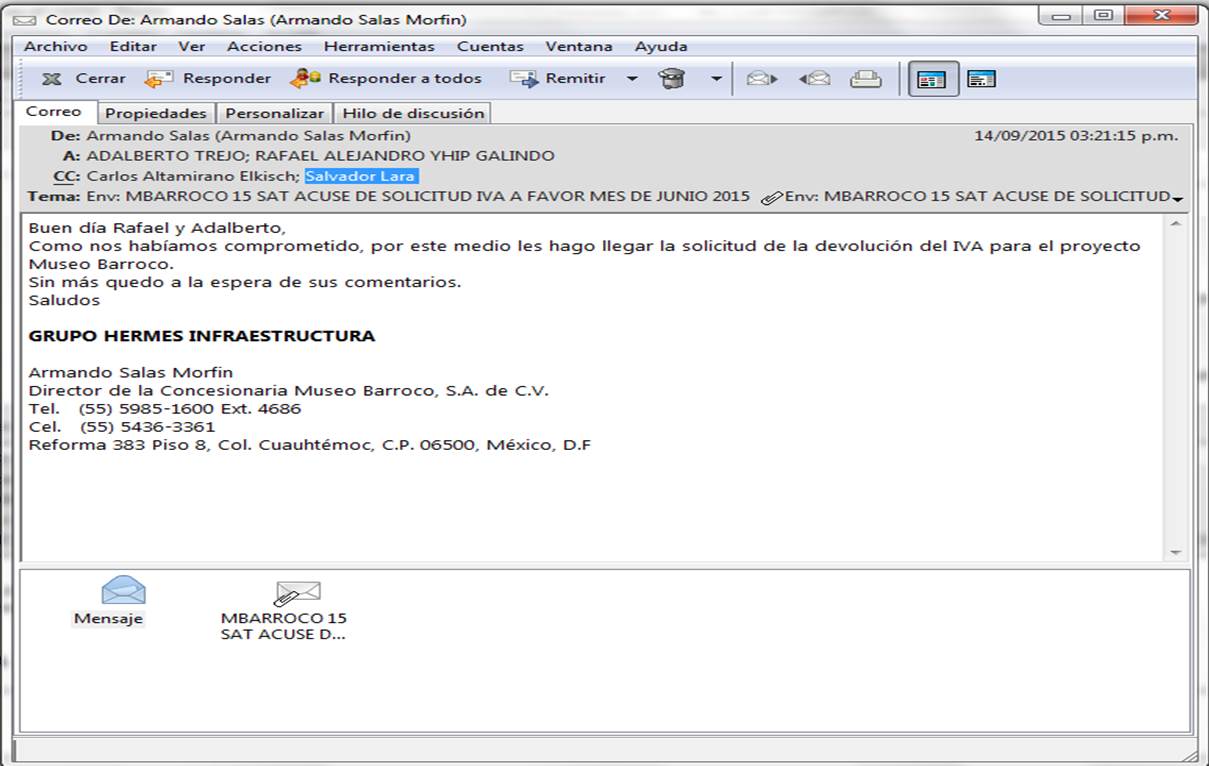 Correo De: Armando Salas (Armando Salas Morfin)
Archivo Editar Ver Acciones Herramientas Cuentas Ventana Ayuda
Cerrar Responder Responder a todos Remitir
Correo Propiedades Personalizar Hilo de discusión
De: Armando Salas (Armando Salas Morfin) 14/09/2015 03:21:15 p.m.
A: ADALBERTO TREJO; RAFAEL ALEJANDRO YHIP GALINDO
CC: Carlos Altamirano Elkisch; Salvador Lara
Tema: Env: MBARROCO 15 SAT ACUSE DE SOLICITUD IVA A FAVOR MES DE JUNIO 2015 Env: MBARROCO 15 SAT ACUSE DE SOLICITUD
Buen día Rafael y Adalberto,
Como nos habíamos comprometido, por este medio les hago llegar la solicitud de la devolución del IVA para el proyecto
Museo Barroco.
Sin más quedo a la espera de sus comentarios.
Saludos
GRUPO HERMES INFRAESTRUCTURA
Armando Salas Morfin
Director de la Concesionaria Museo Barroco, S.A. de C.V.
Tel. (55) 5985-1600 Ext. 4686
Cel. (55) 5436-3361
Reforma 383 Piso 8, Col. Cuauhtémoc, C.P. 06500, México, D.F
Mensaje MBARROCO 15
SAT ACUSE D...